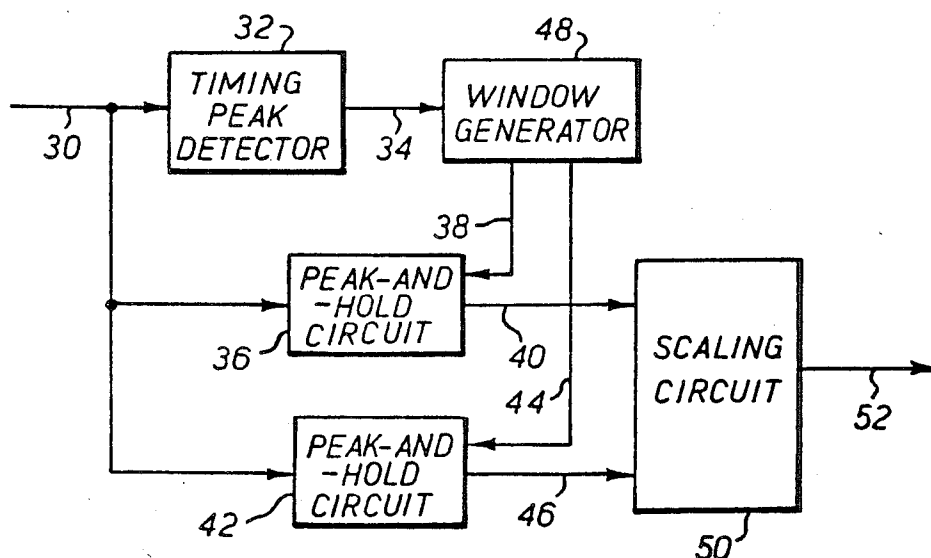 32
TIMING
PEAK
DETECTOR
30
34
48
WINDOW
GENERATOR
38
PEAK-AND
-HOLD
CIRCUIT
36
40
44
SCALING
CIRCUIT
52
PEAK-AND
-HOLD
CIRCUIT
42
46
50